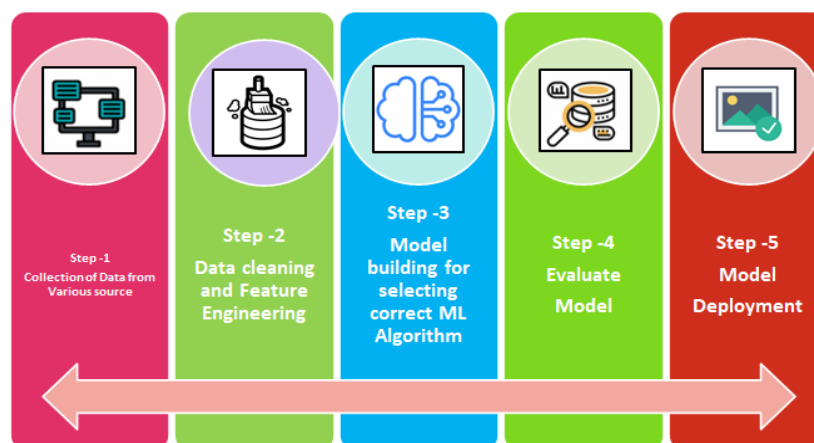 Step -1
Collection of Data from
Various source
Step -2
Data cleaning
and Feature
Engineering
Step -3
Model
building for
selecting
correct ML
Algorithm
Step -4
Evaluate
Model
Step -5
Model
Deployment